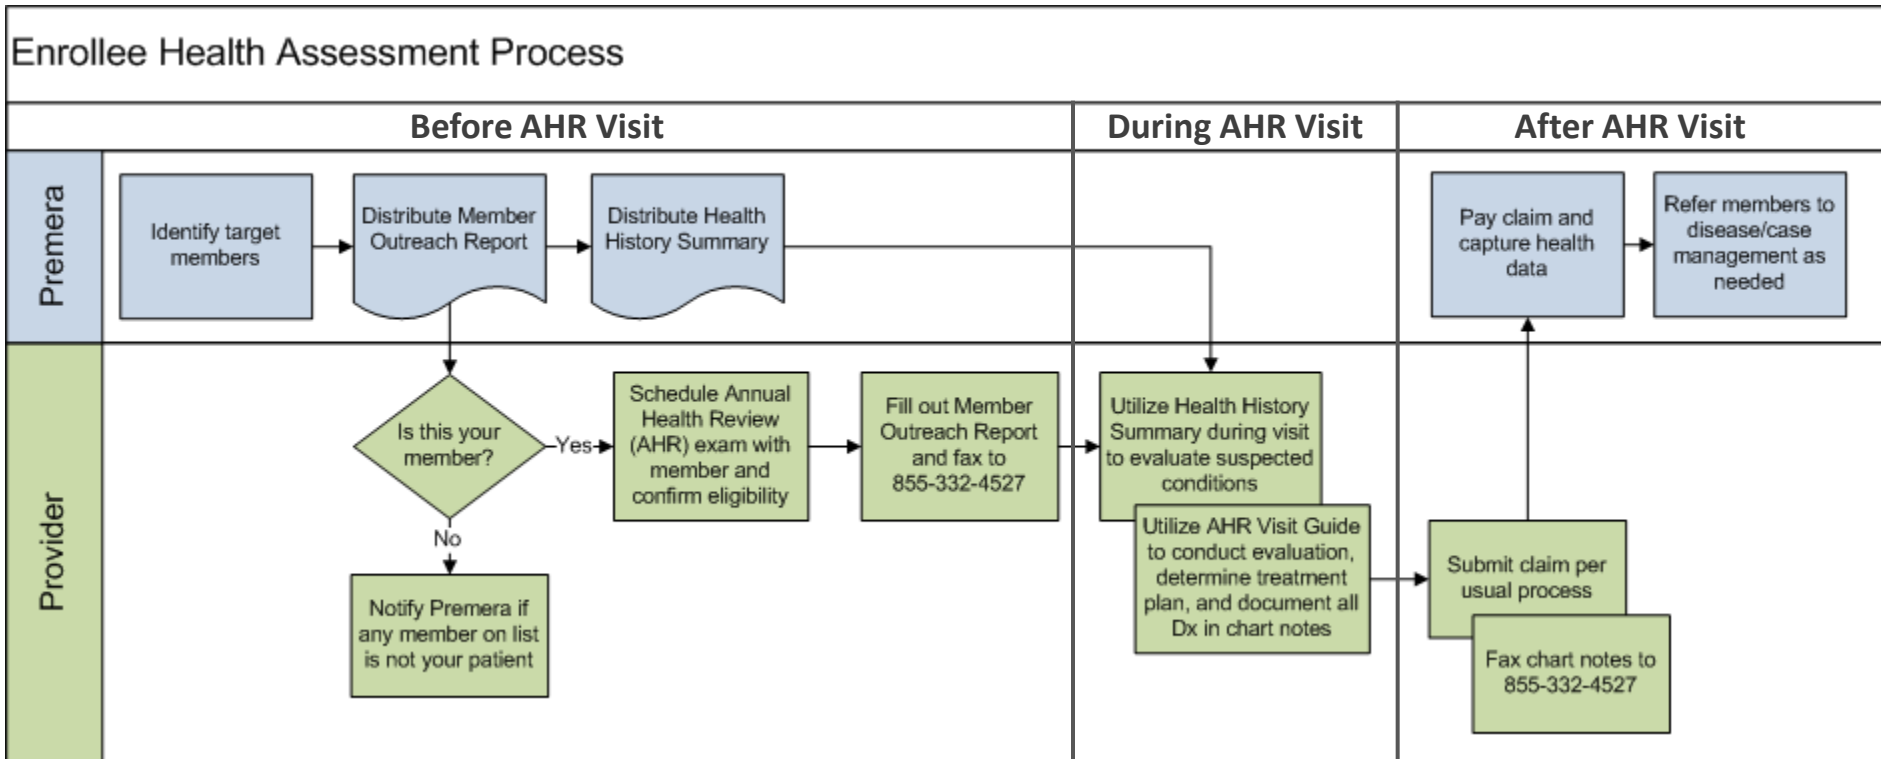 Enrollee Health Assessment Process
Before AHR Visit
During AHR Visit
After AHR Visit
Premera
Identify target
members
Distribute Member
Outreach Report
Distribute Health
History Summary
Pay claim and
capture health
data
Refer members to
disease/case
management as
needed
Provider
Is this your
member?
Yes
No
Notify Premera if
any member on list
is not your patient
Schedule Annual
Health Review
(AHR) exam with
member and
confirm eligibility
Fill out Member
Outreach Report
and fax to
855-332-4527
Utilize Health History
Summary during visit
to evaluate suspected
conditions
Utilize AHR Visit Guide
to conduct evaluation,
determine treatment
plan, and document all
Dx in chart notes
Submit claim per
usual process
Fax chart notes to
855-332-4527